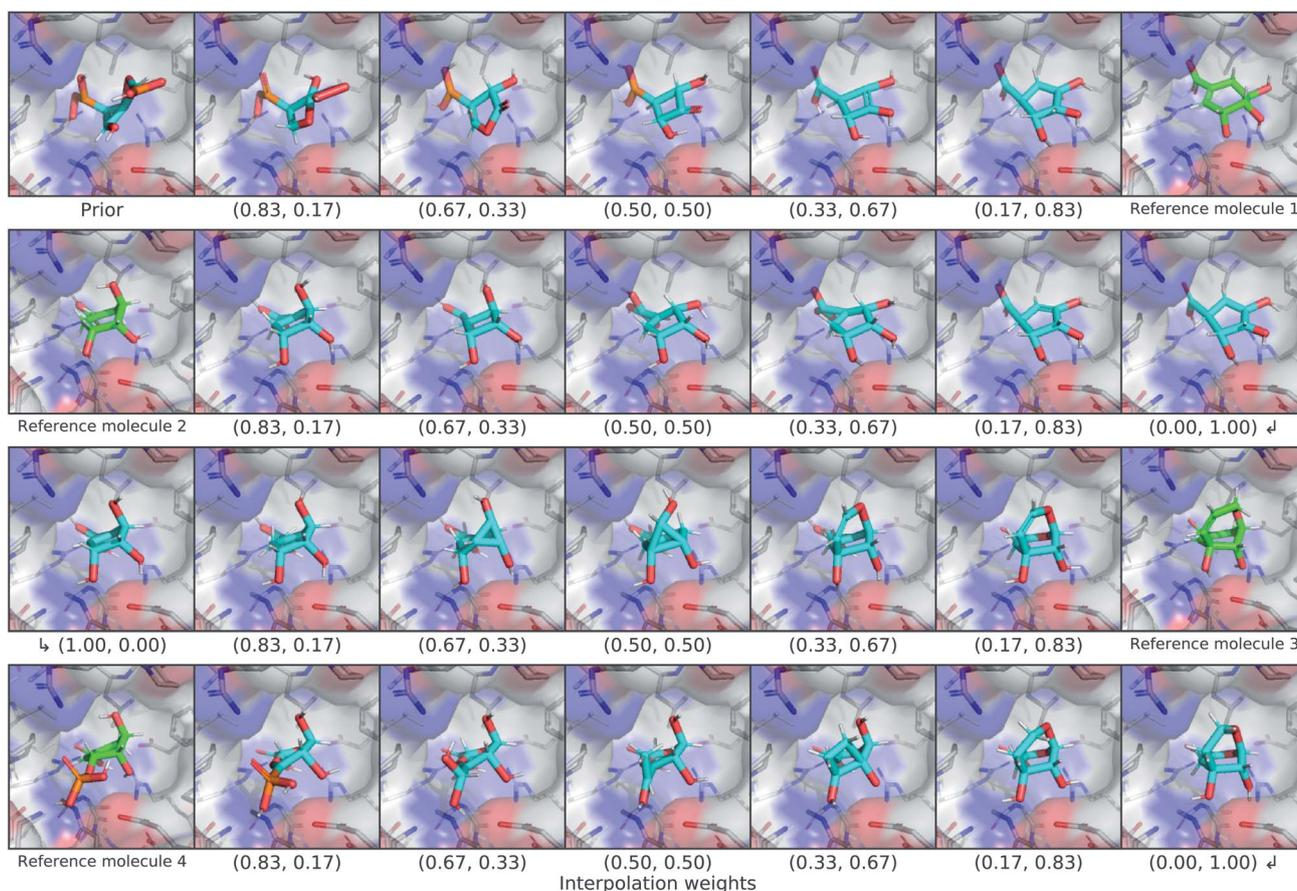 Prior (0.83, 0.17) (0.67, 0.33) (0.50, 0.50) (0.33, 0.67) (0.17, 0.83) Reference molecule 1
Reference molecule 2 (0.83, 0.17) (0.67, 0.33) (0.50, 0.50) (0.33, 0.67) (0.17, 0.83) (0.00, 1.00) ↲
↳ (1.00, 0.00) (0.83, 0.17) (0.67, 0.33) (0.50, 0.50) (0.33, 0.67) (0.17, 0.83) Reference molecule 3
Reference molecule 4 (0.83, 0.17) (0.67, 0.33) (0.50, 0.50) (0.33, 0.67) (0.17, 0.83) (0.00, 1.00) ↲
Interpolation weights